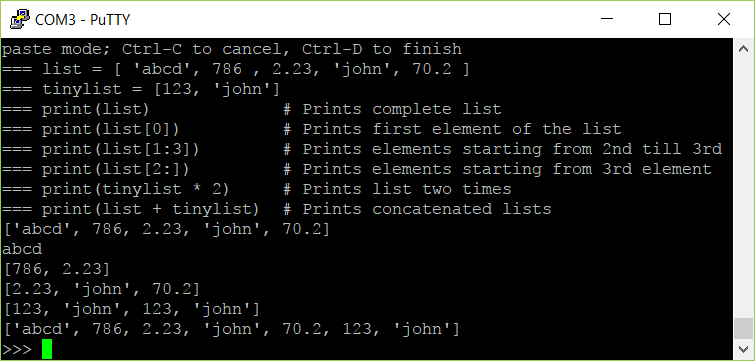 COM3 - PuTTY
paste mode; Ctrl-C to cancel, Ctrl-D to finish
=== list = [ 'abcd', 786 , 2.23, 'john', 70.2 ]
=== tinylist = [123, 'john']
=== print(list)             # Prints complete list
=== print(list[0])          # Prints first element of the list
=== print(list[1:3])        # Prints elements starting from 2nd till 3rd
=== print(list[2:])         # Prints elements starting from 3rd element
=== print(tinylist * 2)     # Prints list two times
=== print(list + tinylist)  # Prints concatenated lists
['abcd', 786, 2.23, 'john', 70.2]
abcd
[786, 2.23]
[2.23, 'john', 70.2]
[123, 'john', 123, 'john']
['abcd', 786, 2.23, 'john', 70.2, 123, 'john']
>>>